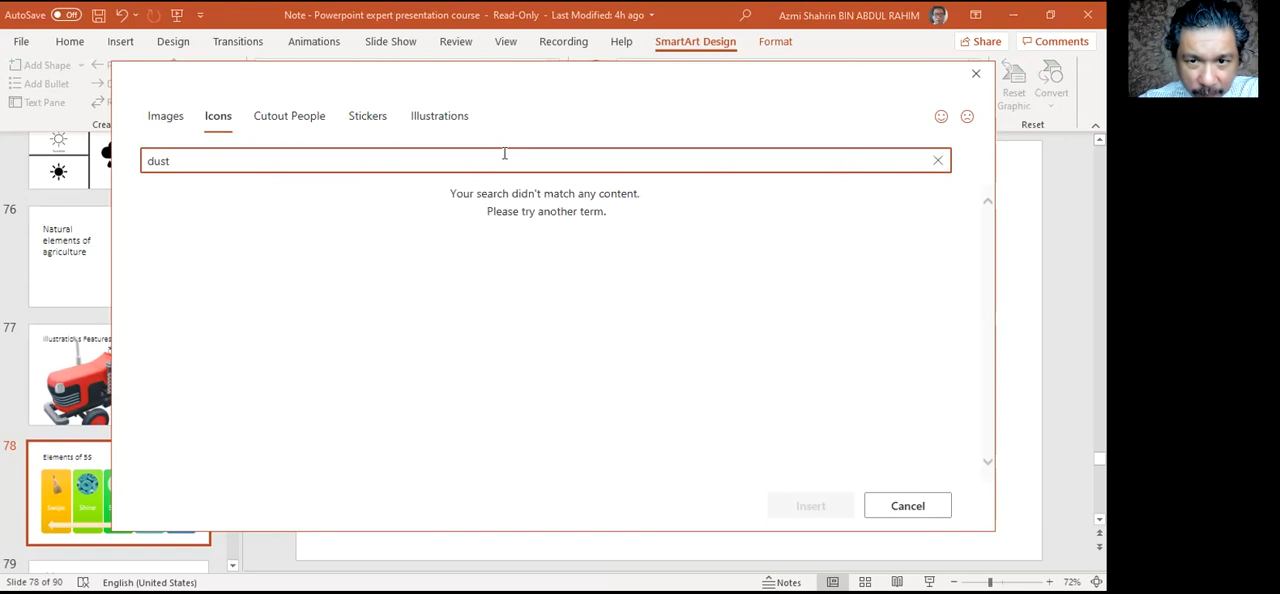 AutoSave Off Note - Powerpoint expert presentation course - Read-Only - Last Modified: 4h ago Azmi Shahrin BIN ABDUL RAHIM
File Home Insert Design Transitions Animations Slide Show Review View Recording Help SmartArt Design Format Share Comments
Add Shape
Add Bullet
Text Pane
Reset Graphic
Convert
Reset
Images Icons Cutout People Stickers Illustrations
dust
Your search didn't match any content.
Please try another term.
Insert Cancel
76
Natural
elements of
agriculture
77
78
Elements of 5S
Swipe Shine
79
Slide 78 of 90 English (United States) Notes 72%